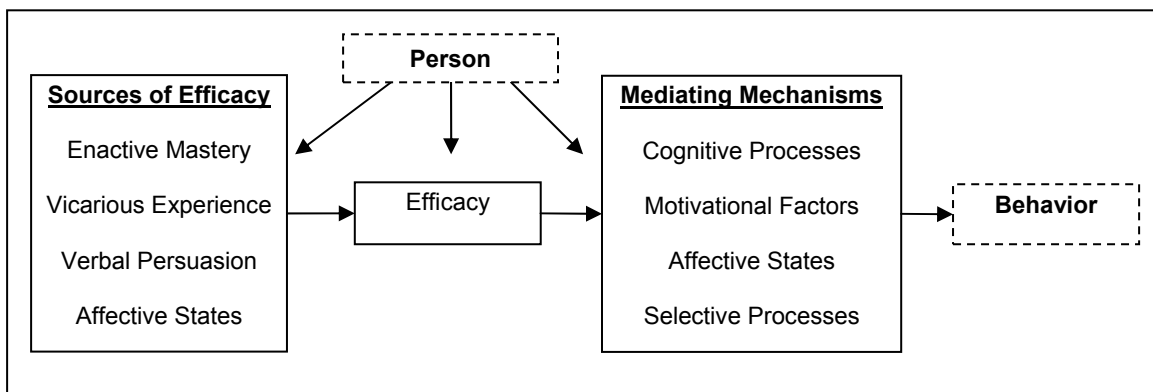 Person
Sources of Efficacy
Enactive Mastery
Vicarious Experience
Verbal Persuasion
Affective States
Efficacy
Mediating Mechanisms
Cognitive Processes
Motivational Factors
Affective States
Selective Processes
Behavior